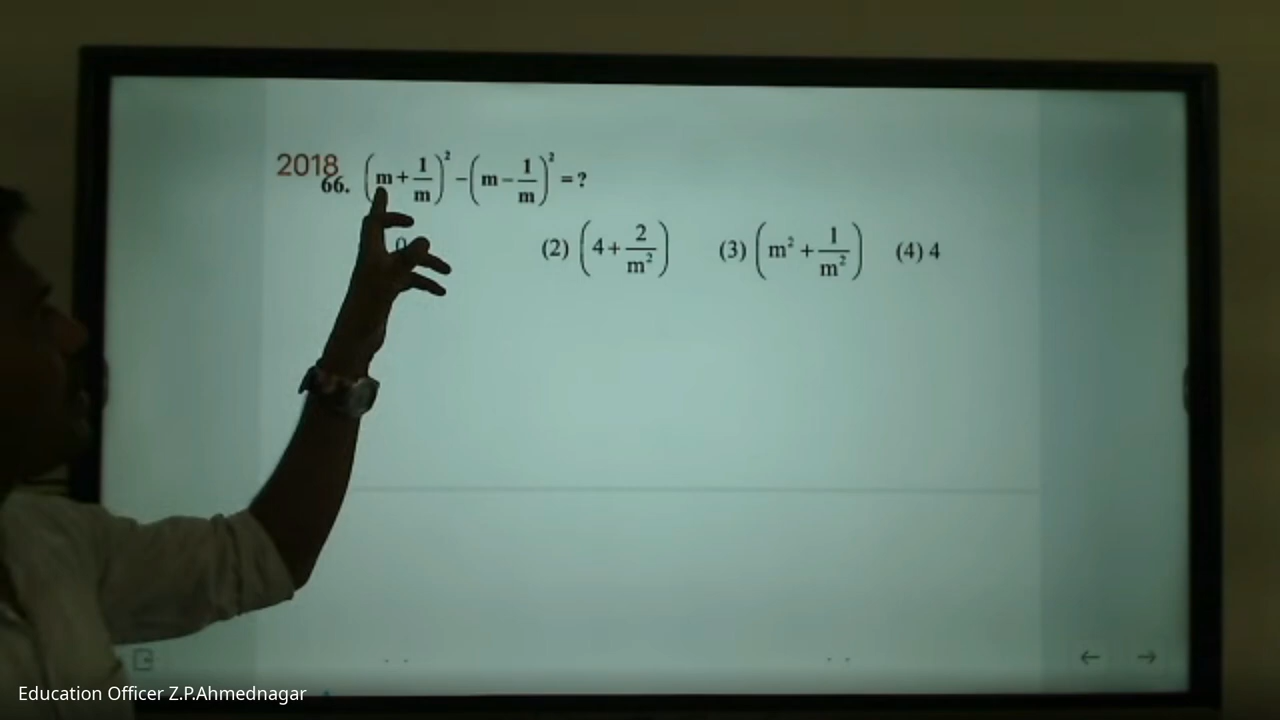 2018
66. (m + 1/m)² − (m − 1/m)² = ?
0 (2) (4 + 2/m²) (3) (m² + 1/m²) (4) 4
Education Officer Z.P.Ahmednagar